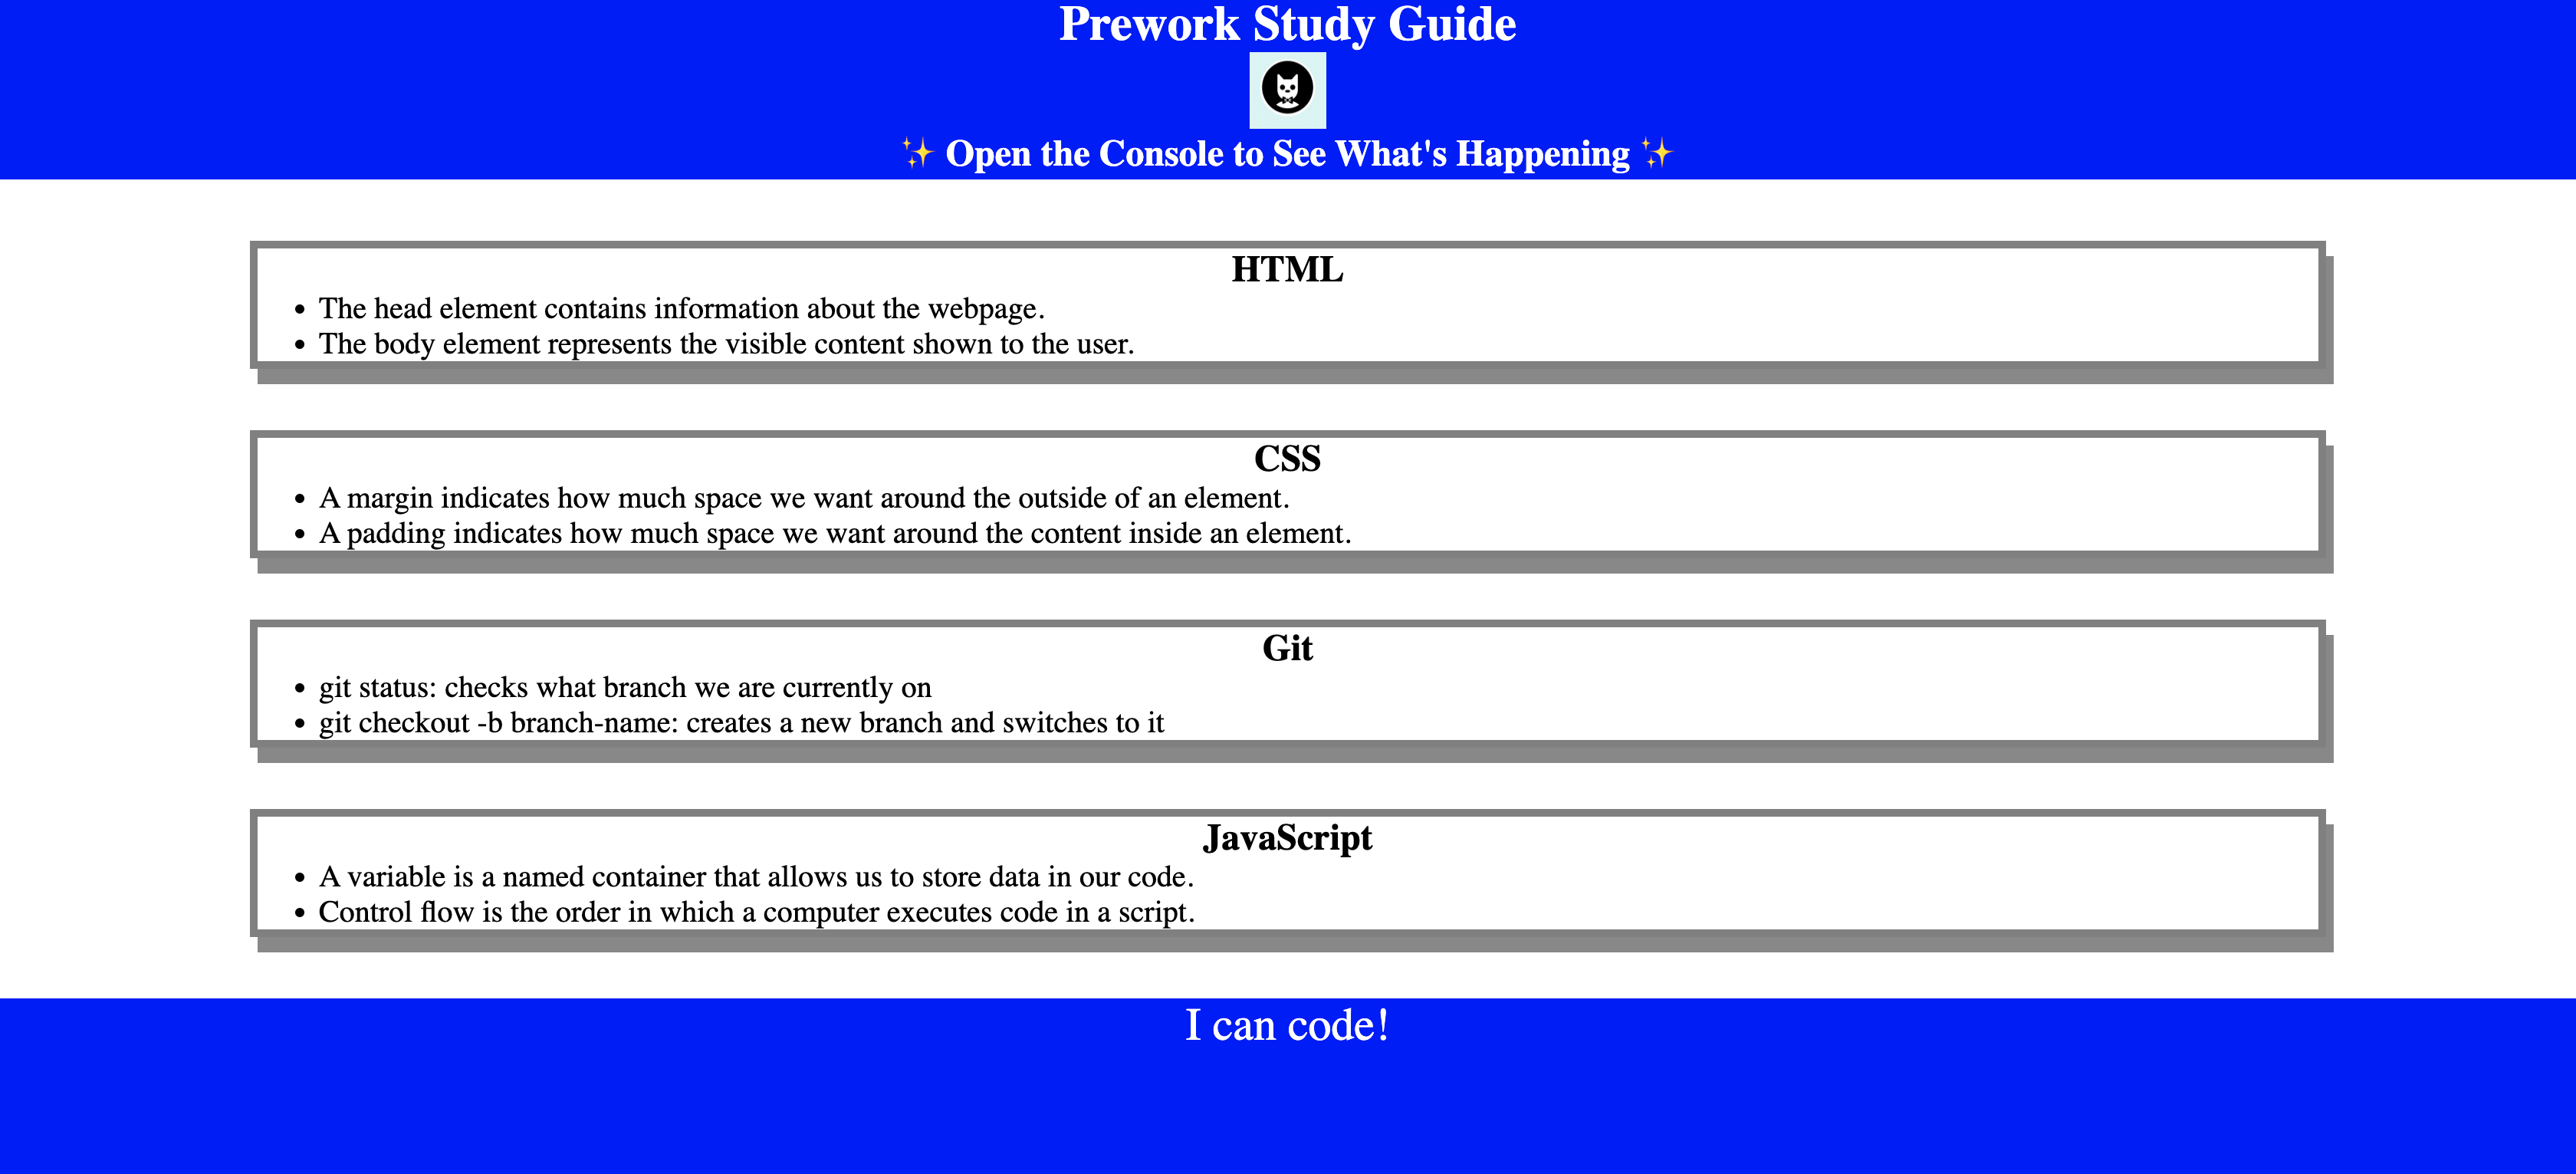 Prework Study Guide
✨ Open the Console to See What's Happening ✨
HTML
• The head element contains information about the webpage.
• The body element represents the visible content shown to the user.
CSS
• A margin indicates how much space we want around the outside of an element.
• A padding indicates how much space we want around the content inside an element.
Git
• git status: checks what branch we are currently on
• git checkout -b branch-name: creates a new branch and switches to it
JavaScript
• A variable is a named container that allows us to store data in our code.
• Control flow is the order in which a computer executes code in a script.
I can code!